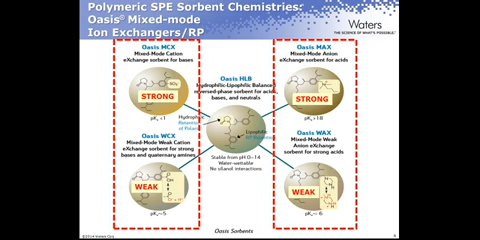 Polymeric SPE Sorbent Chemistries:
Oasis® Mixed-mode
Ion Exchangers/RP
Waters
THE SCIENCE OF WHAT'S POSSIBLE.™
Oasis MCX
Mixed-Mode Cation
eXchange sorbent for bases
STRONG
SO₃⁻
pKₐ<1
Oasis MAX
Mixed-Mode Anion
eXchange sorbent for acids
STRONG
pKₐ>18
Oasis HLB
Hydrophilic-Lipophilic Balance
reversed-phase sorbent for acids,
bases, and neutrals
Hydrophilic
Retention
of Polars
Lipophilic
Stable from pH 0–14
Water-wettable
No silanol interactions
Oasis WCX
Mixed-Mode Weak Cation
eXchange sorbent for strong
bases and quaternary amines
WEAK
pKₐ~5
Oasis WAX
Mixed-Mode Weak
Anion eXchange
sorbent for strong acids
WEAK
pKₐ~ 6
©2014 Waters
Oasis Sorbents